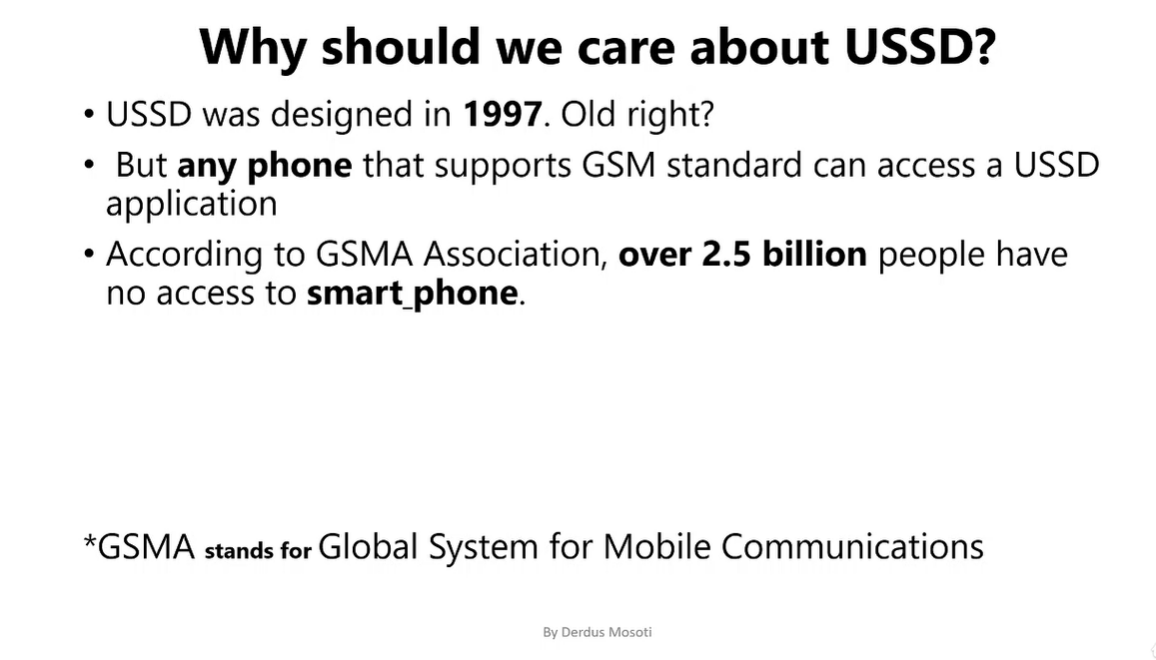 Why should we care about USSD?
• USSD was designed in 1997. Old right?
• But any phone that supports GSM standard can access a USSD
application
• According to GSMA Association, over 2.5 billion people have
no access to smart_phone.
*GSMA stands for Global System for Mobile Communications
By Derdus Mosoti